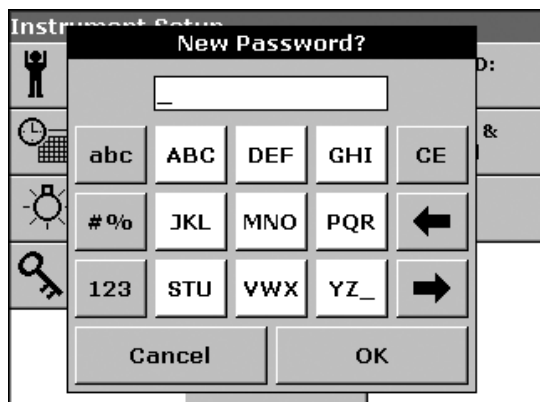 New Password?
D:
_
&
abc ABC DEF GHI CE
#% JKL MNO PQR
123 STU VWX YZ_
Cancel OK